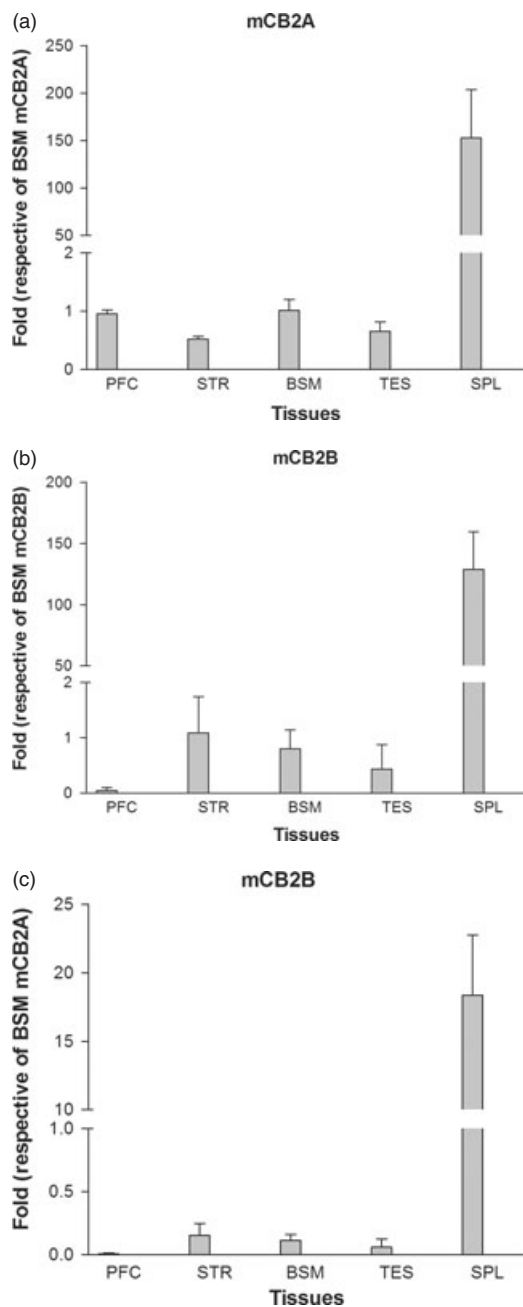 (a)
mCB2A
Fold (respective of BSM mCB2A)
250
200
150
100
50
2
1
0
PFC STR BSM TES SPL
Tissues
(b)
mCB2B
Fold (respective of BSM mCB2B)
200
150
100
50
2
1
0
PFC STR BSM TES SPL
Tissues
(c)
mCB2B
Fold (respective of BSM mCB2A)
25
20
15
10
1.0
0.5
0.0
PFC STR BSM TES SPL
Tissues